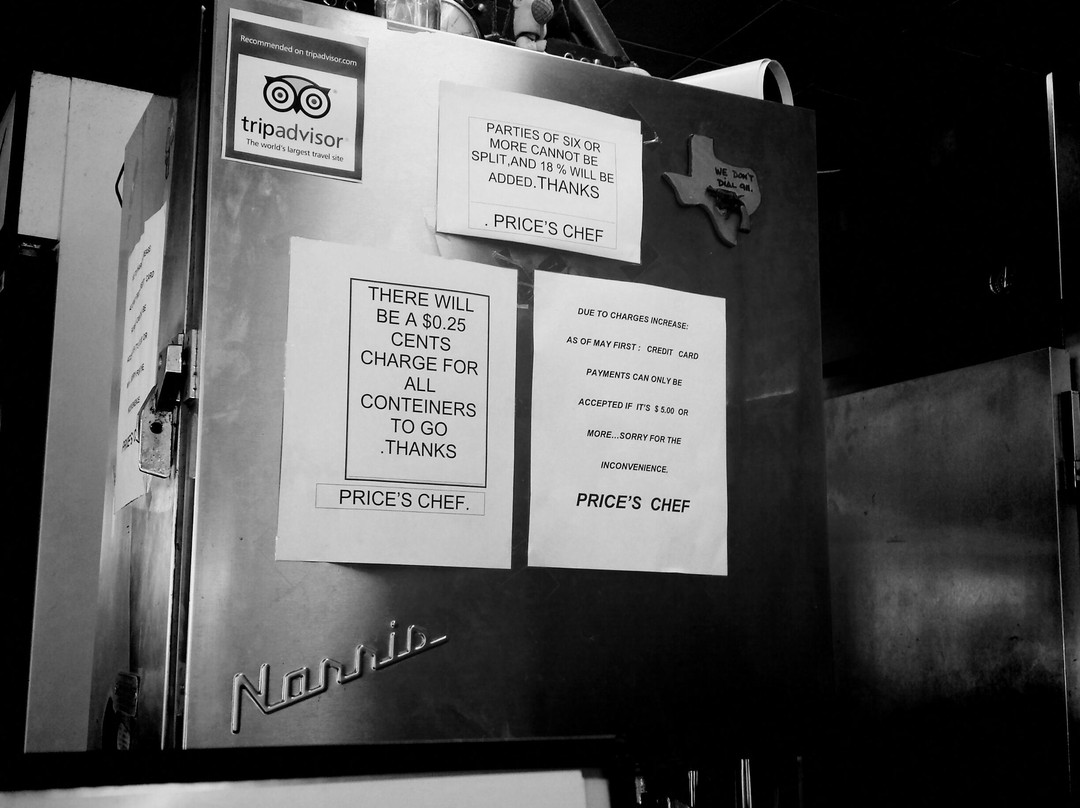 Recommended on tripadvisor.com
tripadvisor®
The world's largest travel site
PARTIES OF SIX OR
MORE CANNOT BE
SPLIT,AND 18 % WILL BE
ADDED.THANKS
. PRICE'S CHEF
WE DON'T
DIAL 911.
THERE WILL
BE A $0.25
CENTS
CHARGE FOR
ALL
CONTEINERS
TO GO
.THANKS
PRICE'S CHEF.
DUE TO CHARGES INCREASE:
AS OF MAY FIRST : CREDIT CARD
PAYMENTS CAN ONLY BE
ACCEPTED IF IT'S $ 5.00 OR
MORE...SORRY FOR THE
INCONVENIENCE.
PRICE'S CHEF
Norris